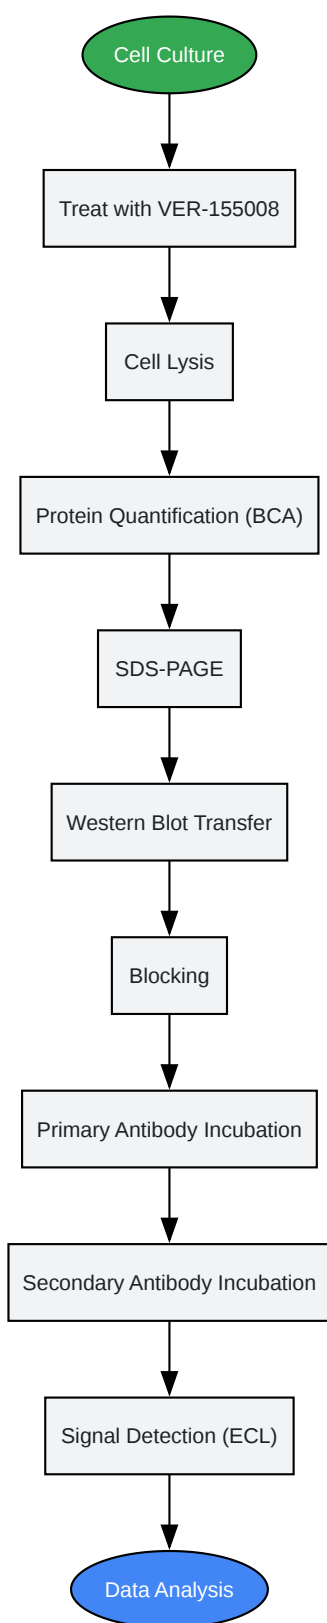 Cell Culture
Treat with VER-155008
Cell Lysis
Protein Quantification (BCA)
SDS-PAGE
Western Blot Transfer
Blocking
Primary Antibody Incubation
Secondary Antibody Incubation
Signal Detection (ECL)
Data Analysis